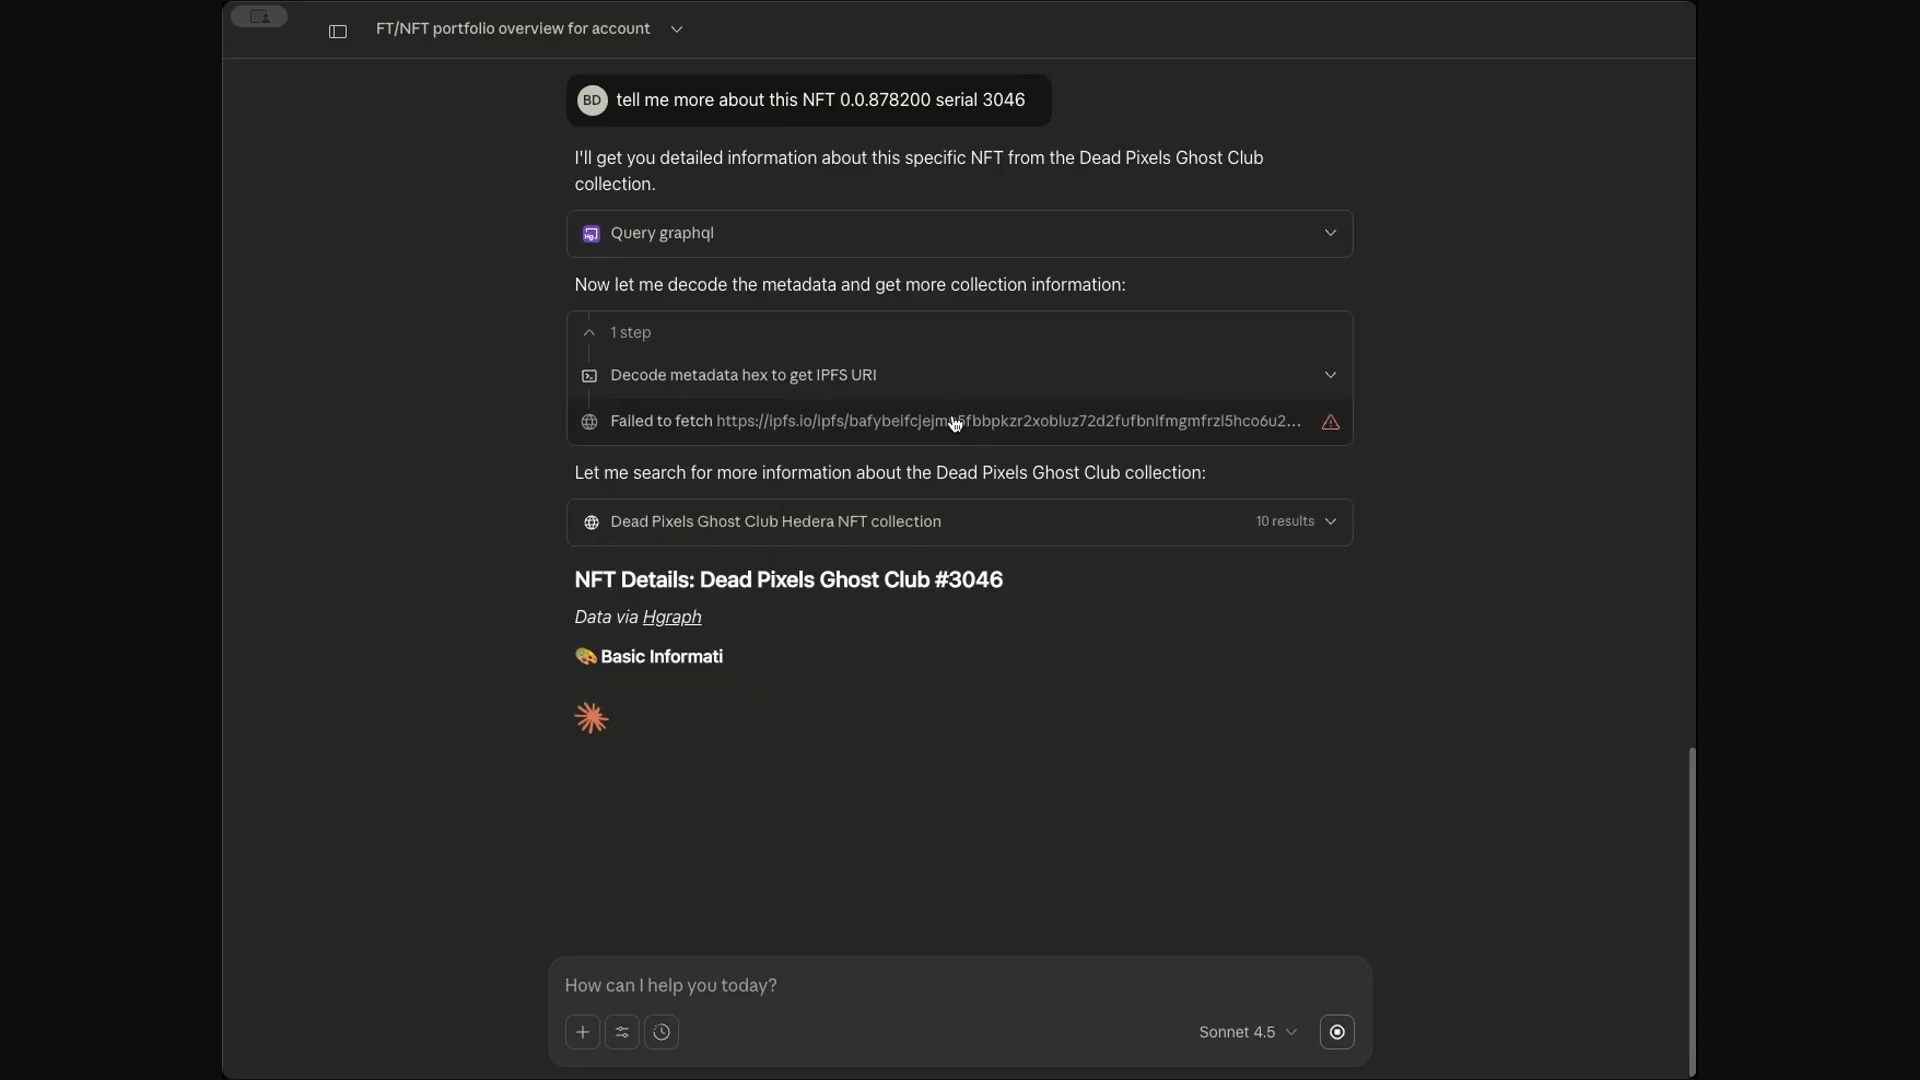 FT/NFT portfolio overview for account
BD tell me more about this NFT 0.0.878200 serial 3046
I'll get you detailed information about this specific NFT from the Dead Pixels Ghost Club
collection.
Hg Query graphql
Now let me decode the metadata and get more collection information:
1 step
Decode metadata hex to get IPFS URI
Failed to fetch
Let me search for more information about the Dead Pixels Ghost Club collection:
Dead Pixels Ghost Club Hedera NFT collection 10 results
NFT Details: Dead Pixels Ghost Club #3046
Data via Hgraph
🎨 Basic Informati
How can I help you today?
Sonnet 4.5